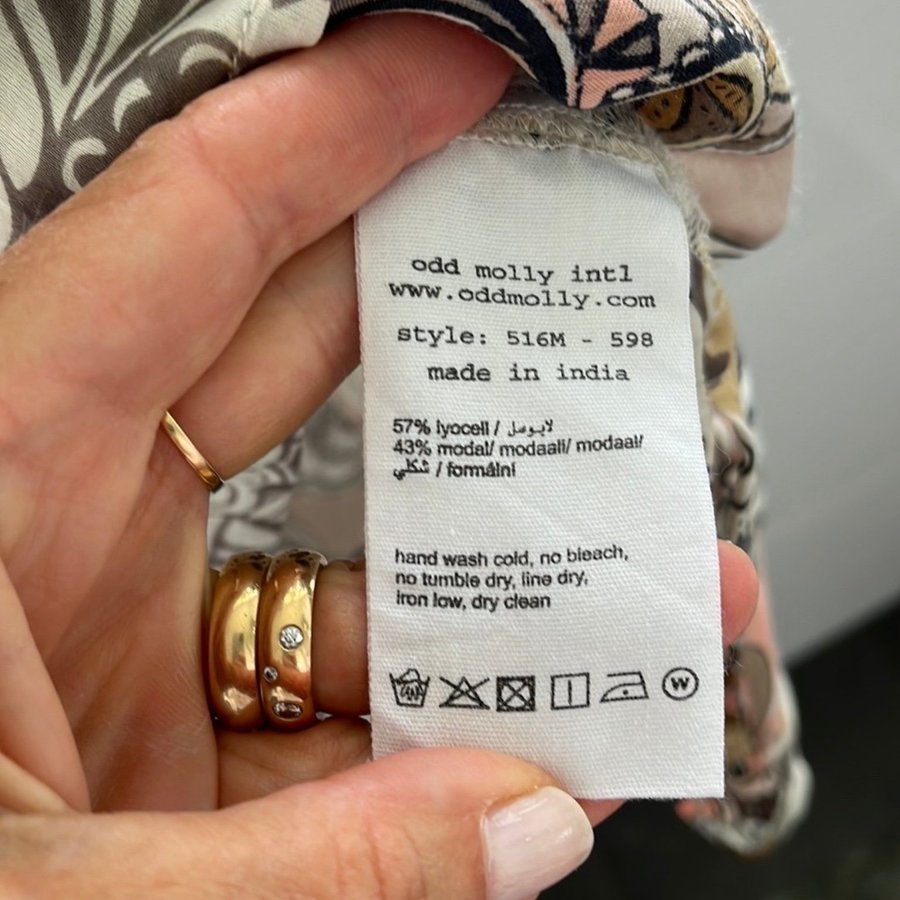 odd molly intl
www.oddmolly.com
style: 516M - 598
made in india
57% lyocell / لايوسل
43% modal/ modaali/ modaal/
شكلي / formální
hand wash cold, no bleach,
no tumble dry, line dry,
iron low, dry clean
W